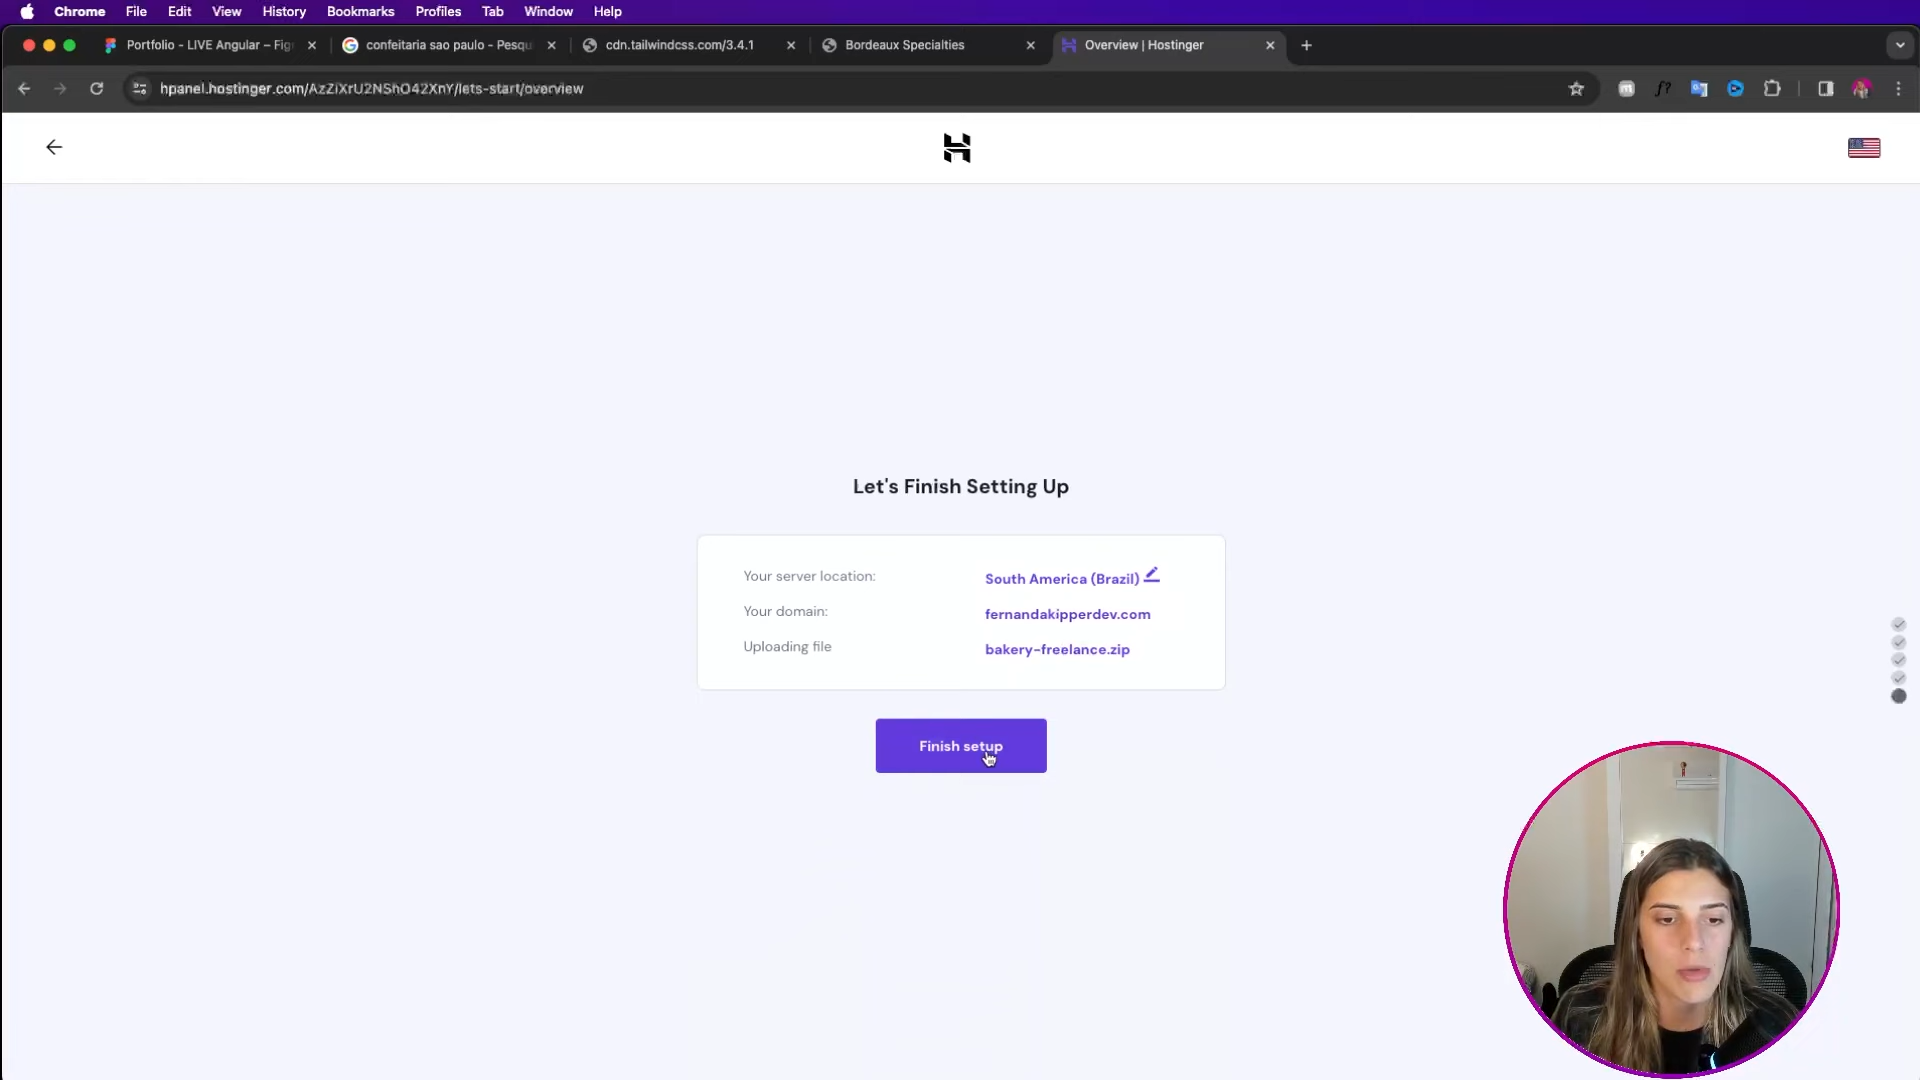 Chrome File Edit View History Bookmarks Profiles Tab Window Help
Portfolio - LIVE Angular – Fig
confeitaria sao paulo - Pesqu
cdn.tailwindcss.com/3.4.1
Bordeaux Specialties
Overview | Hostinger
hpanel.hostinger.com/AzZiXrU2NShO42XnY/lets-start/overview
Let's Finish Setting Up
Your server location: South America (Brazil)
Your domain: fernandakipperdev.com
Uploading file bakery-freelance.zip
Finish setup